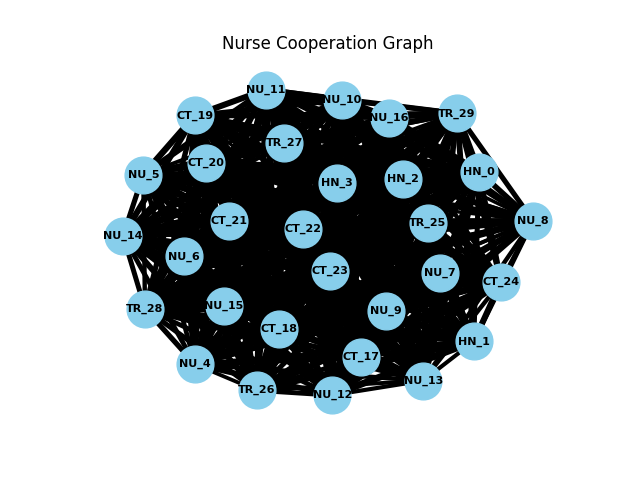 Nurse Cooperation Graph
NU_11
NU_10
CT_19
NU_16
TR_29
TR_27
CT_20
HN_0
NU_5
HN_3
HN_2
CT_21
CT_22
TR_25
NU_8
NU_14
NU_6
CT_23
NU_7
CT_24
TR_28
NU_15
NU_9
CT_18
HN_1
NU_4
CT_17
NU_13
TR_26
NU_12